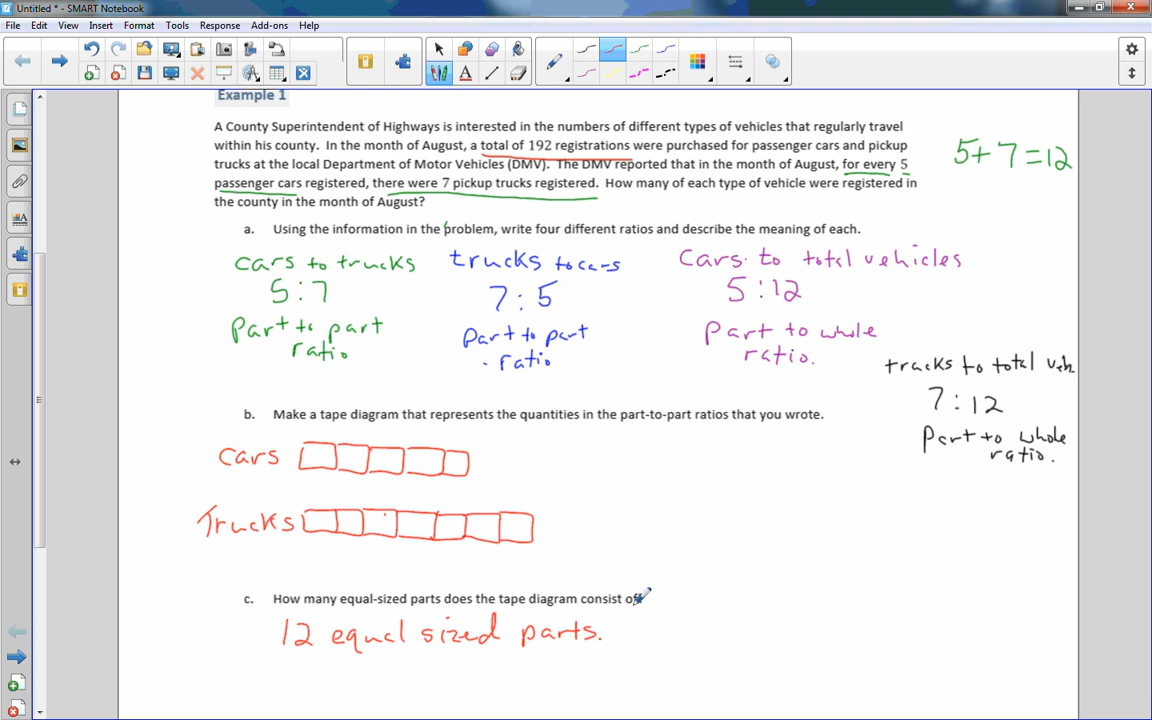 Untitled * - SMART Notebook
File Edit View Insert Format Tools Response Add-ons Help
Example 1
A County Superintendent of Highways is interested in the numbers of different types of vehicles that regularly travel
within his county. In the month of August, a total of 192 registrations were purchased for passenger cars and pickup
trucks at the local Department of Motor Vehicles (DMV). The DMV reported that in the month of August, for every 5
passenger cars registered, there were 7 pickup trucks registered. How many of each type of vehicle were registered in
the county in the month of August?
5+7=12
a. Using the information in the problem, write four different ratios and describe the meaning of each.
cars to trucks
5:7
Part to part
ratio
trucks to cars
7:5
Part to part
ratio
Cars to total vehicles
5:12
Part to whole
ratio.
tracks to total veh.
7:12
Part to whole
ratio.
b. Make a tape diagram that represents the quantities in the part-to-part ratios that you wrote.
Cars
Trucks
c. How many equal-sized parts does the tape diagram consist of
12 equal sized parts.